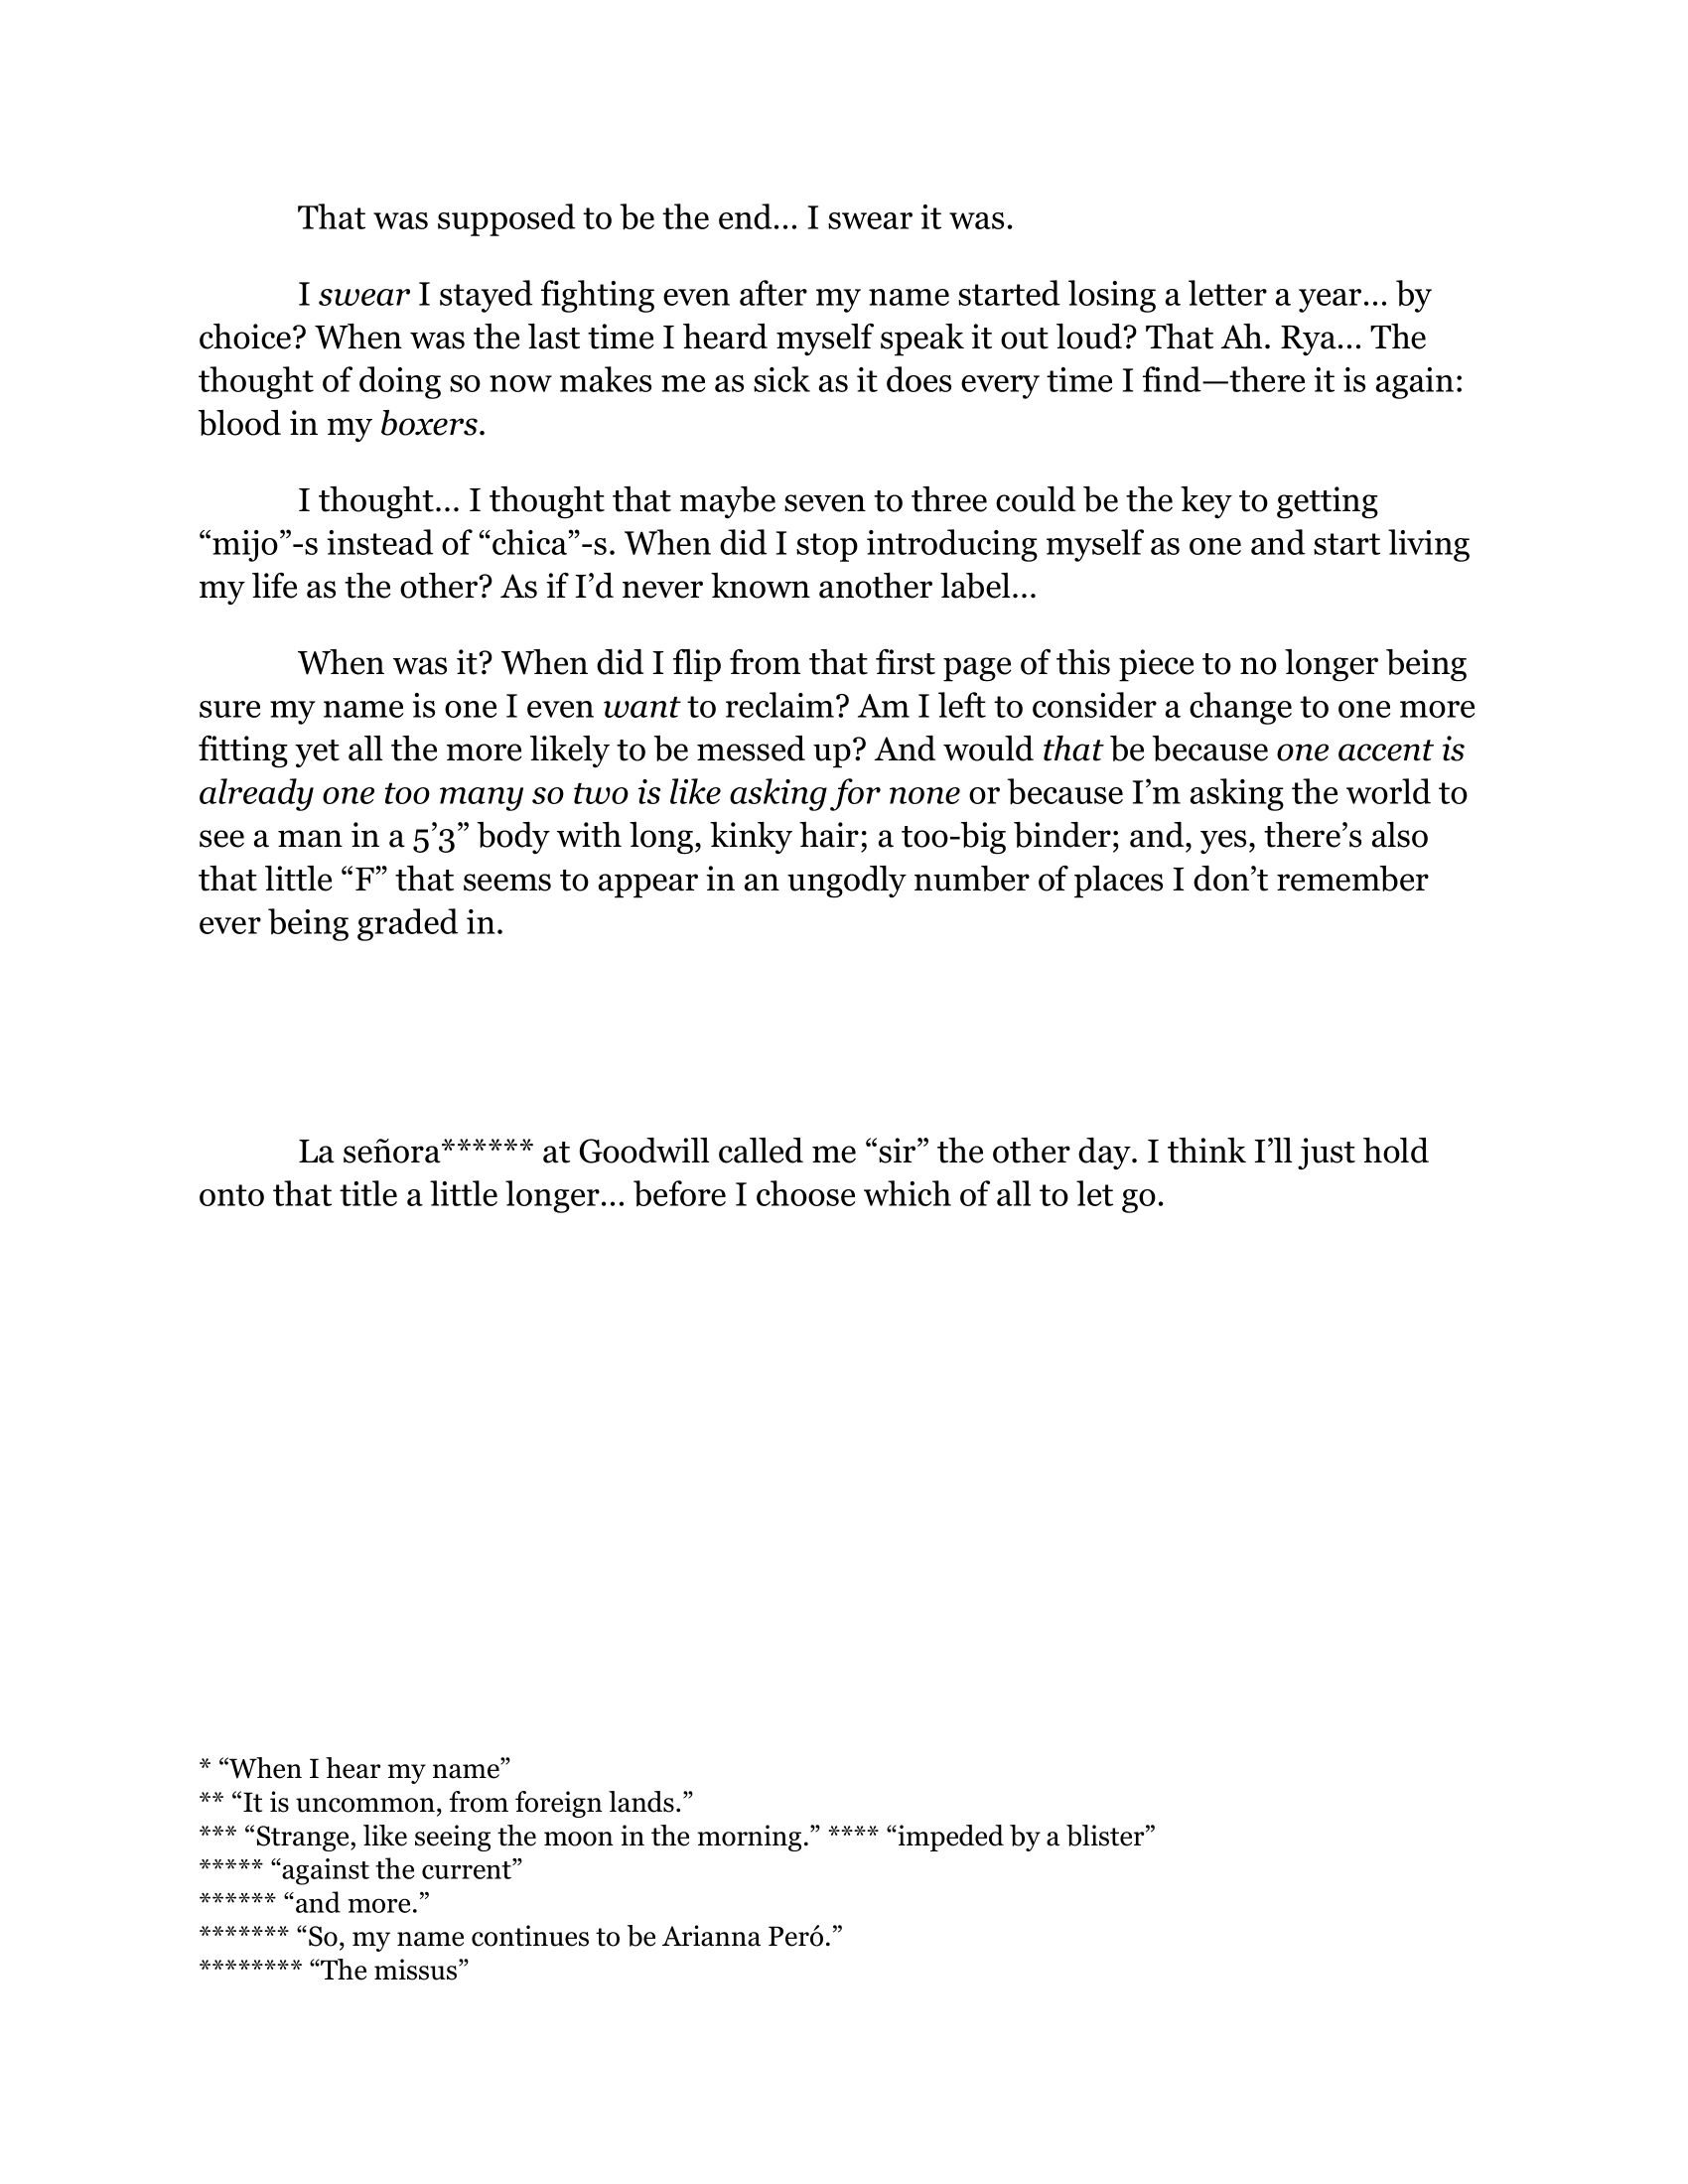 That was supposed to be the end… I swear it was.
I swear I stayed fighting even after my name started losing a letter a year… by
choice? When was the last time I heard myself speak it out loud? That Ah. Rya… The
thought of doing so now makes me as sick as it does every time I find—there it is again:
blood in my boxers.
I thought… I thought that maybe seven to three could be the key to getting
“mijo”-s instead of “chica”-s. When did I stop introducing myself as one and start living
my life as the other? As if I’d never known another label…
When was it? When did I flip from that first page of this piece to no longer being
sure my name is one I even want to reclaim? Am I left to consider a change to one more
fitting yet all the more likely to be messed up? And would that be because one accent is
already one too many so two is like asking for none or because I’m asking the world to
see a man in a 5’3” body with long, kinky hair; a too-big binder; and, yes, there’s also
that little “F” that seems to appear in an ungodly number of places I don’t remember
ever being graded in.
La señora****** at Goodwill called me “sir” the other day. I think I’ll just hold
onto that title a little longer… before I choose which of all to let go.
* “When I hear my name”
** “It is uncommon, from foreign lands.”
*** “Strange, like seeing the moon in the morning.” **** “impeded by a blister”
***** “against the current”
****** “and more.”
******* “So, my name continues to be Arianna Peró.”
******** “The missus”